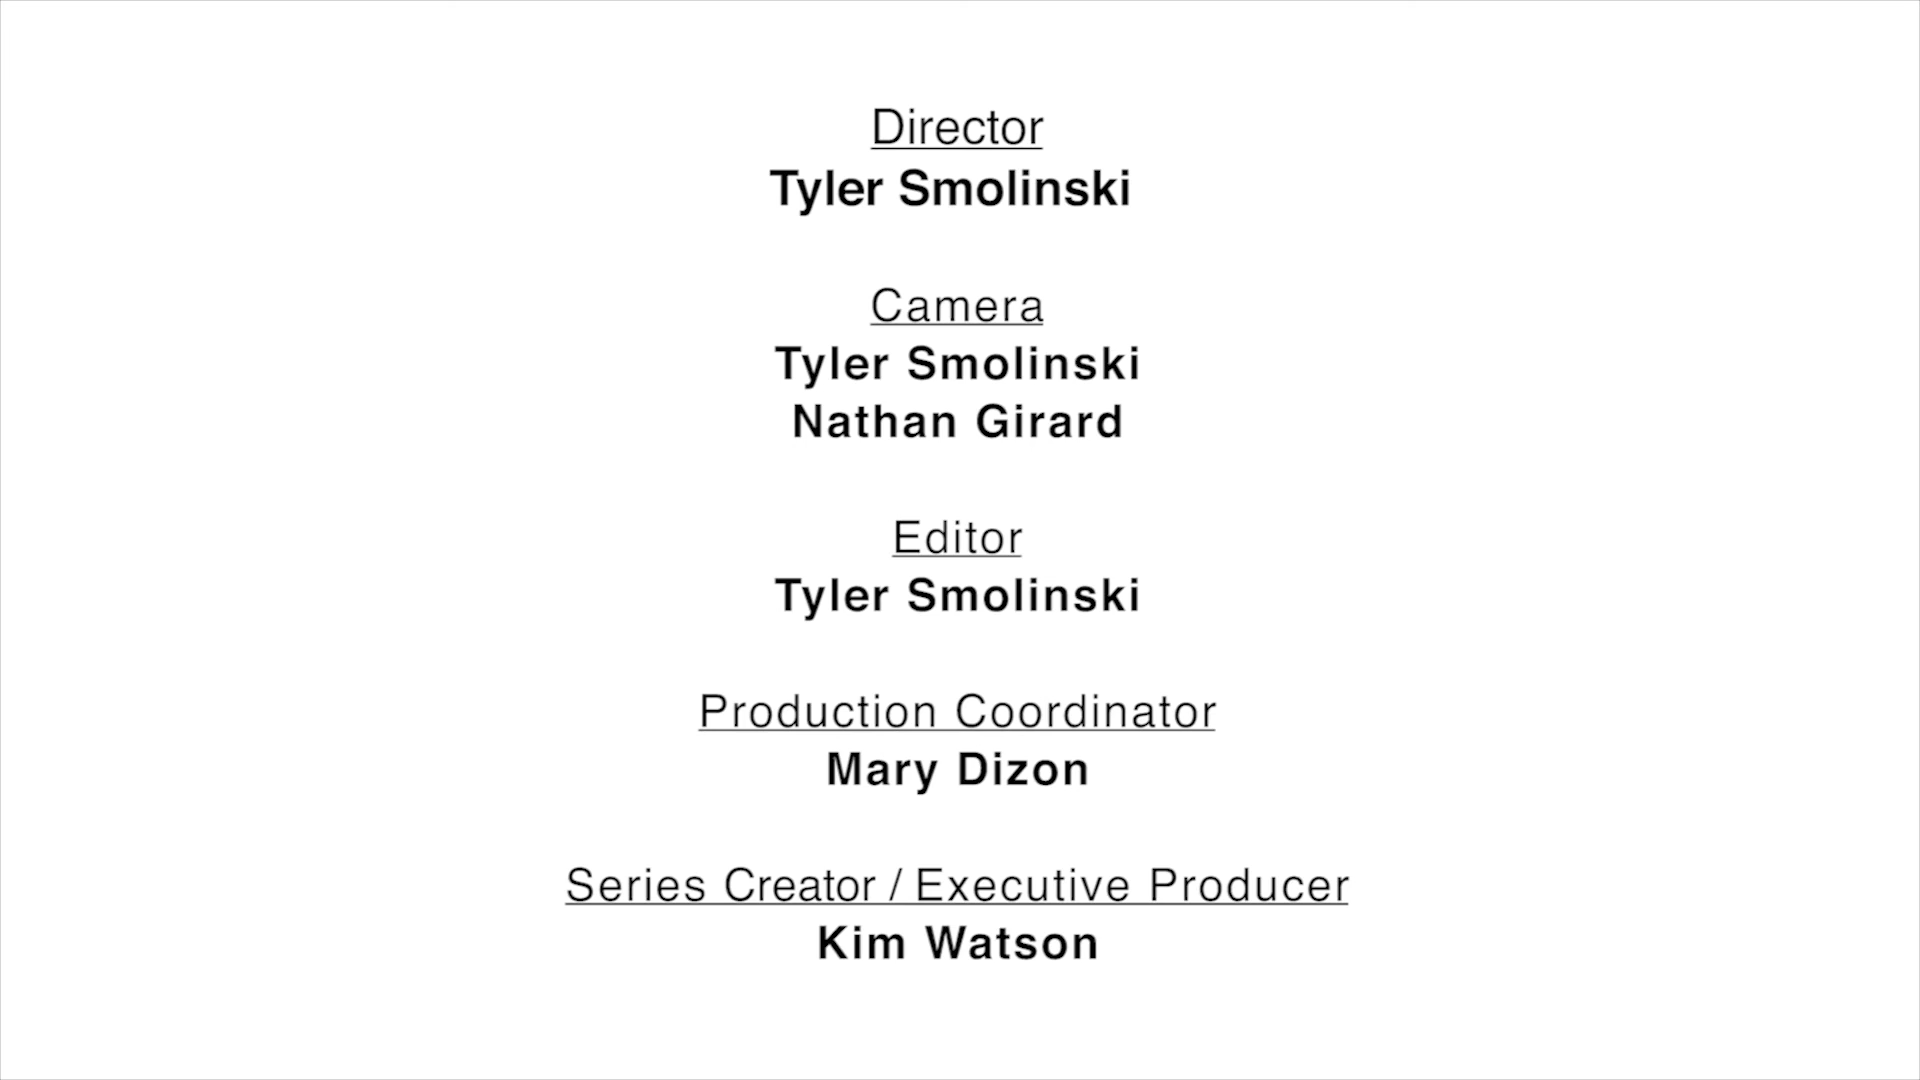 Director
Tyler Smolinski
Camera
Tyler Smolinski
Nathan Girard
Editor
Tyler Smolinski
Production Coordinator
Mary Dizon
Series Creator / Executive Producer
Kim Watson